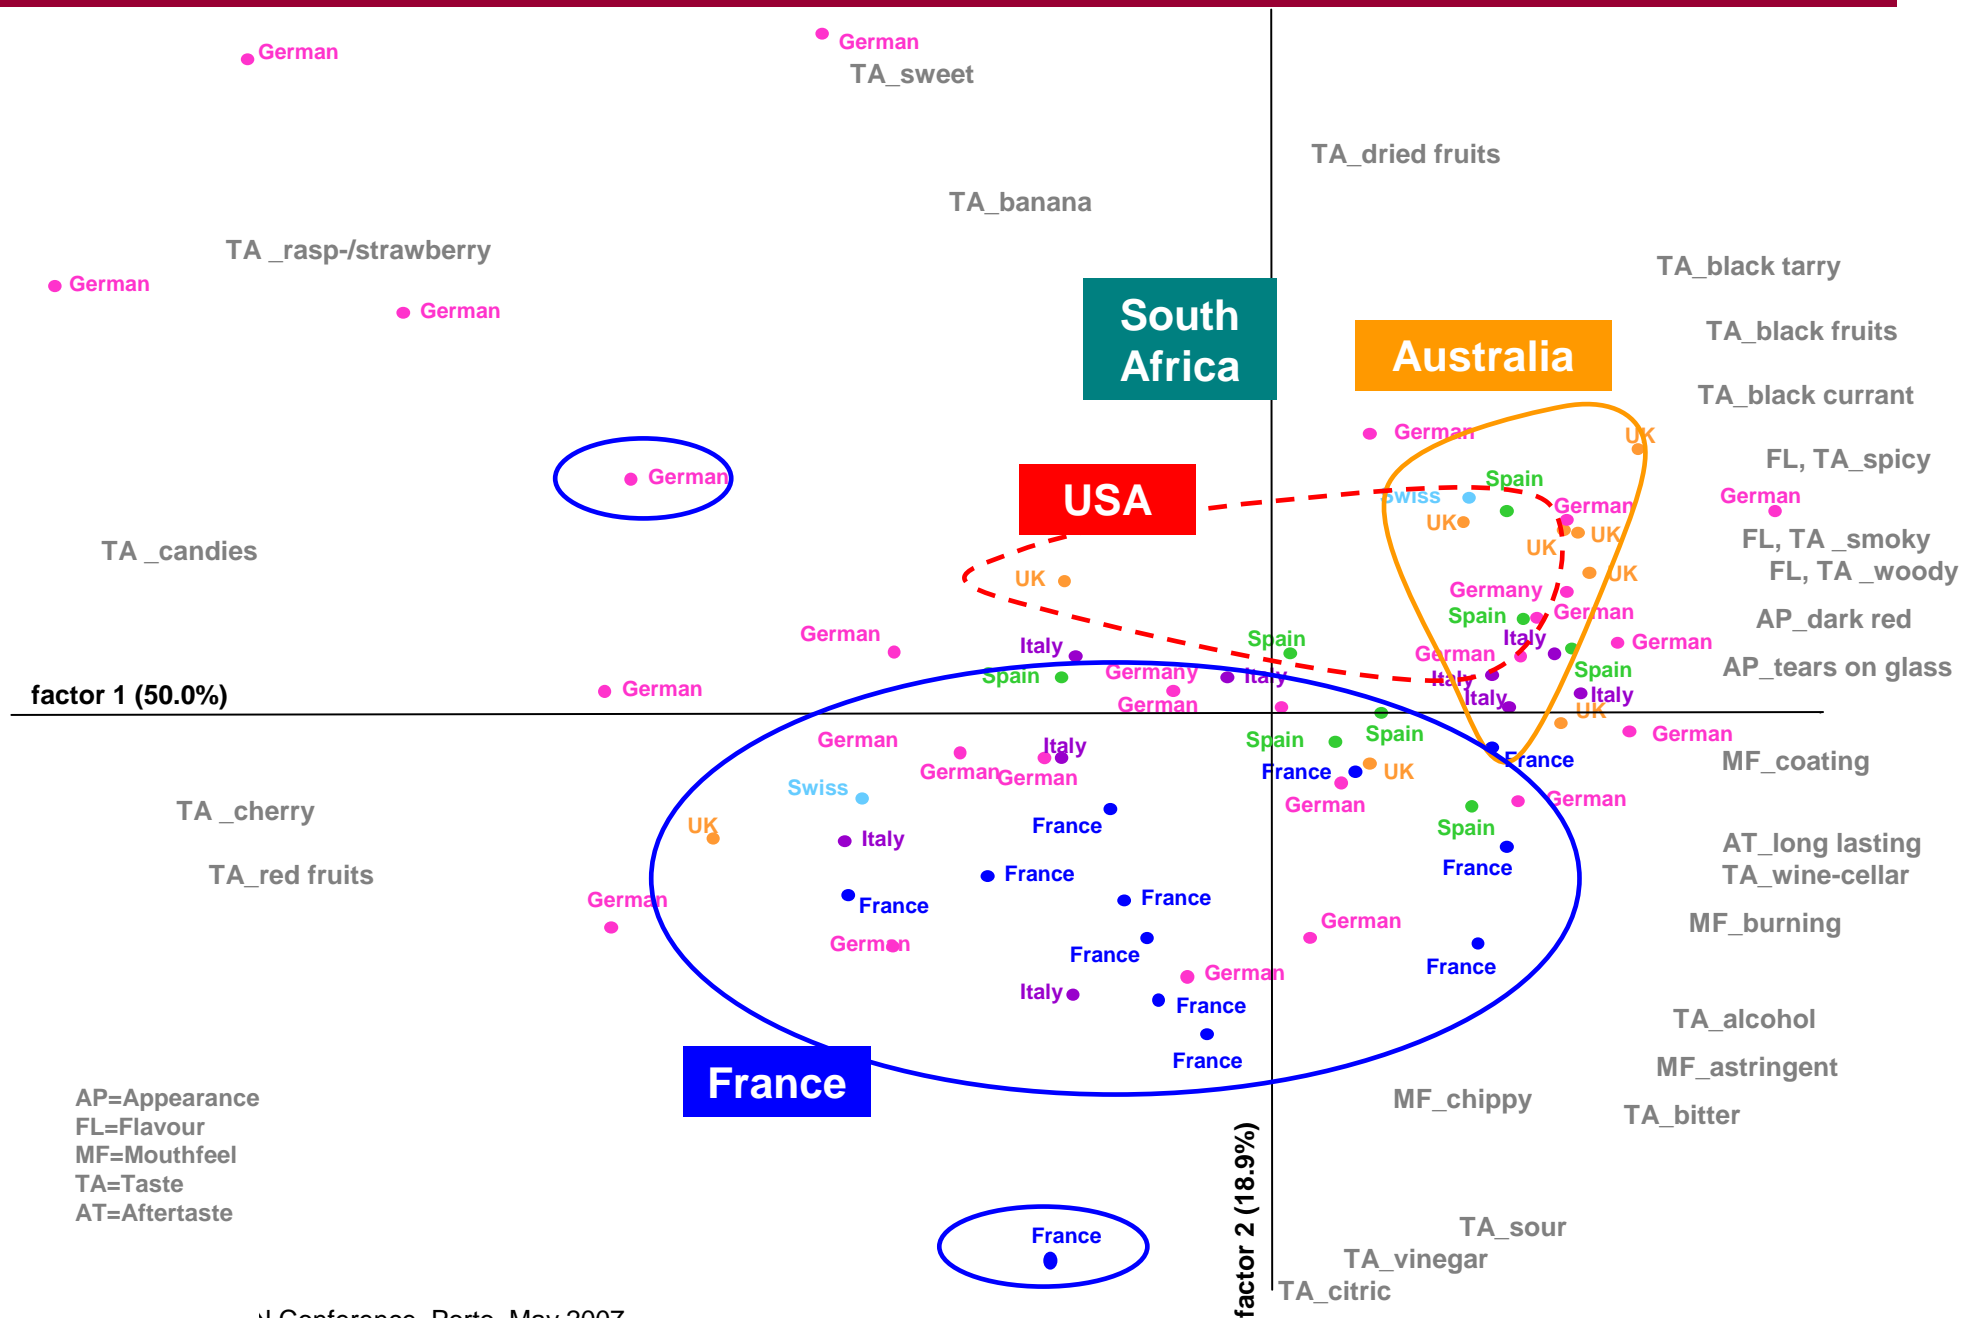 German
German
TA_sweet
TA_dried fruits
TA_banana
TA _rasp-/strawberry
TA_black tarry
German
German
South
Africa
Australia
TA_black fruits
TA_black currant
German
UK
FL, TA_spicy
German
USA
Spain
Swiss
German
German
UK
UK
UK
FL, TA _smoky
TA _candies
FL, TA _woody
UK
UK
Germany
German
Spain
AP_dark red
German
Italy
Spain
Italy
German
German
Spain
AP_tears on glass
Spain
Germany
Italy
Italy
factor 1 (50.0%)
German
German
Italy
Italy
UK
German
Italy
Spain
Spain
German
German
German
France
MF_coating
Swiss
France
UK
German
German
TA _cherry
UK
Italy
France
Spain
AT_long lasting
France
TA_red fruits
France
TA_wine-cellar
German
France
France
German
MF_burning
German
France
France
German
Italy
France
TA_alcohol
France
MF_astringent
France
AP=Appearance
MF_chippy
TA_bitter
FL=Flavour
MF=Mouthfeel
TA=Taste
AT=Aftertaste
factor 2 (18.9%)
France
TA_sour
TA_vinegar
TA_citric
Conference, Porto, May 2007